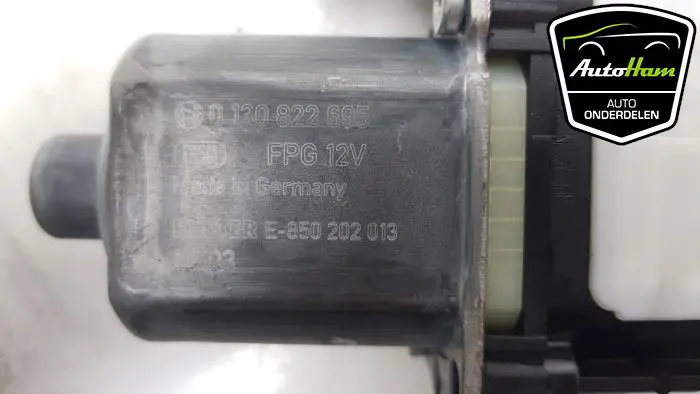 0 130 822 695
FPG 12V
Made in Germany
E-850 202 013
AutoHam
AUTO
ONDERDELEN